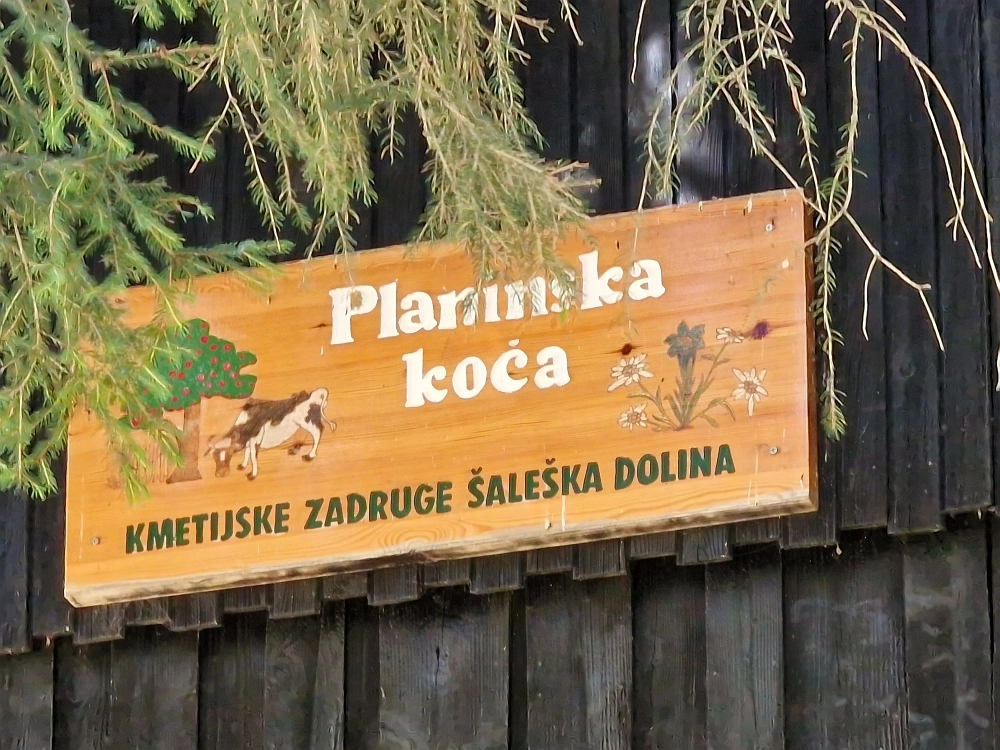 Planinska
koča
KMETIJSKE ZADRUGE ŠALEŠKA DOLINA